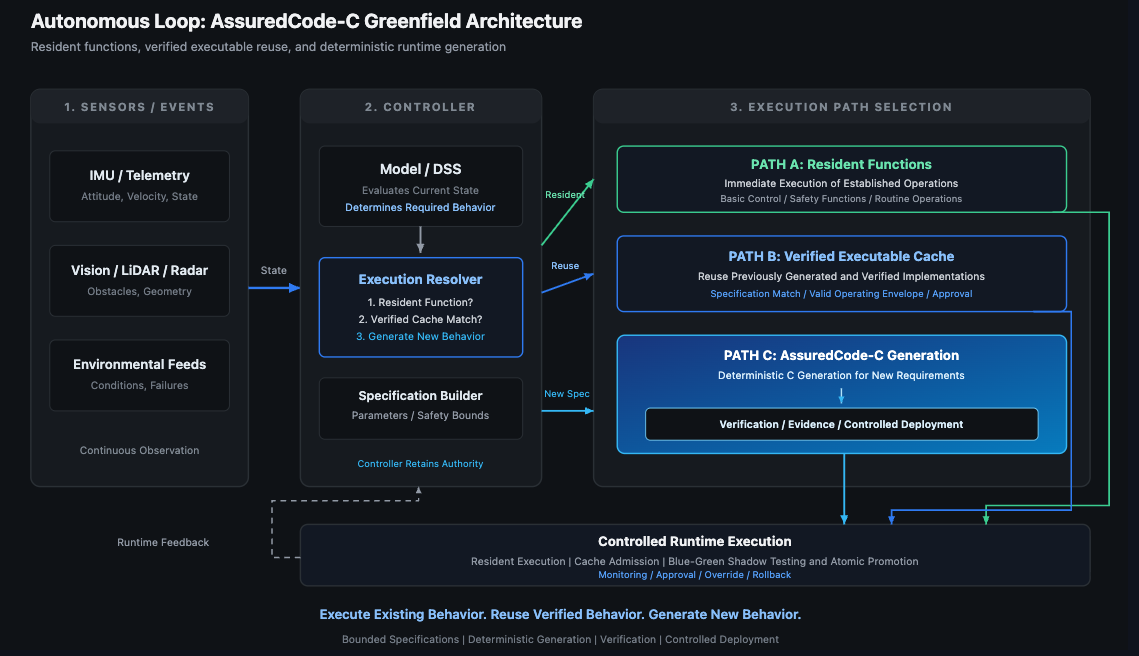 Autonomous Loop: AssuredCode-C Greenfield Architecture
Resident functions, verified executable reuse, and deterministic runtime generation
1. SENSORS / EVENTS
IMU / Telemetry
Attitude, Velocity, State
Vision / LiDAR / Radar
Obstacles, Geometry
Environmental Feeds
Conditions, Failures
Continuous Observation
State
2. CONTROLLER
Model / DSS
Evaluates Current State
Determines Required Behavior
Execution Resolver
1. Resident Function?
2. Verified Cache Match?
3. Generate New Behavior
Specification Builder
Parameters / Safety Bounds
Controller Retains Authority
Resident
Reuse
New Spec
3. EXECUTION PATH SELECTION
PATH A: Resident Functions
Immediate Execution of Established Operations
Basic Control / Safety Functions / Routine Operations
PATH B: Verified Executable Cache
Reuse Previously Generated and Verified Implementations
Specification Match / Valid Operating Envelope / Approval
PATH C: AssuredCode-C Generation
Deterministic C Generation for New Requirements
Verification / Evidence / Controlled Deployment
Runtime Feedback
Controlled Runtime Execution
Resident Execution | Cache Admission | Blue-Green Shadow Testing and Atomic Promotion
Monitoring / Approval / Override / Rollback
Execute Existing Behavior. Reuse Verified Behavior. Generate New Behavior.
Bounded Specifications | Deterministic Generation | Verification | Controlled Deployment